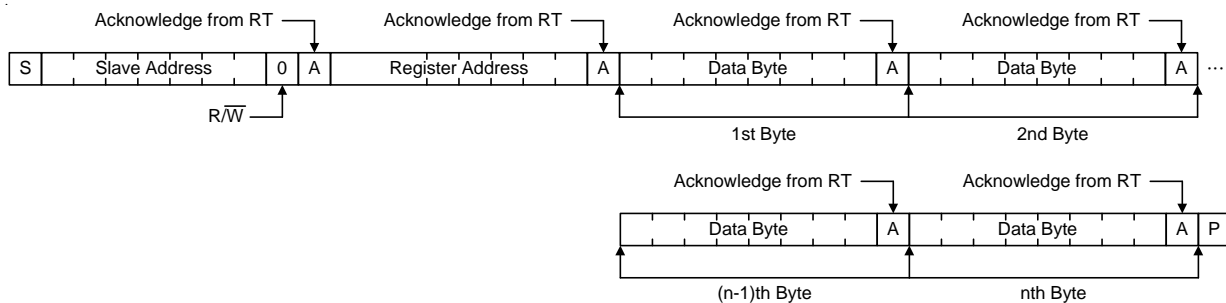 Acknowledge from RT Acknowledge from RT Acknowledge from RT Acknowledge from RT
S Slave Address 0 A Register Address A Data Byte A Data Byte A ...
R/W̅
1st Byte 2nd Byte
Acknowledge from RT Acknowledge from RT
Data Byte A Data Byte A P
(n-1)th Byte nth Byte